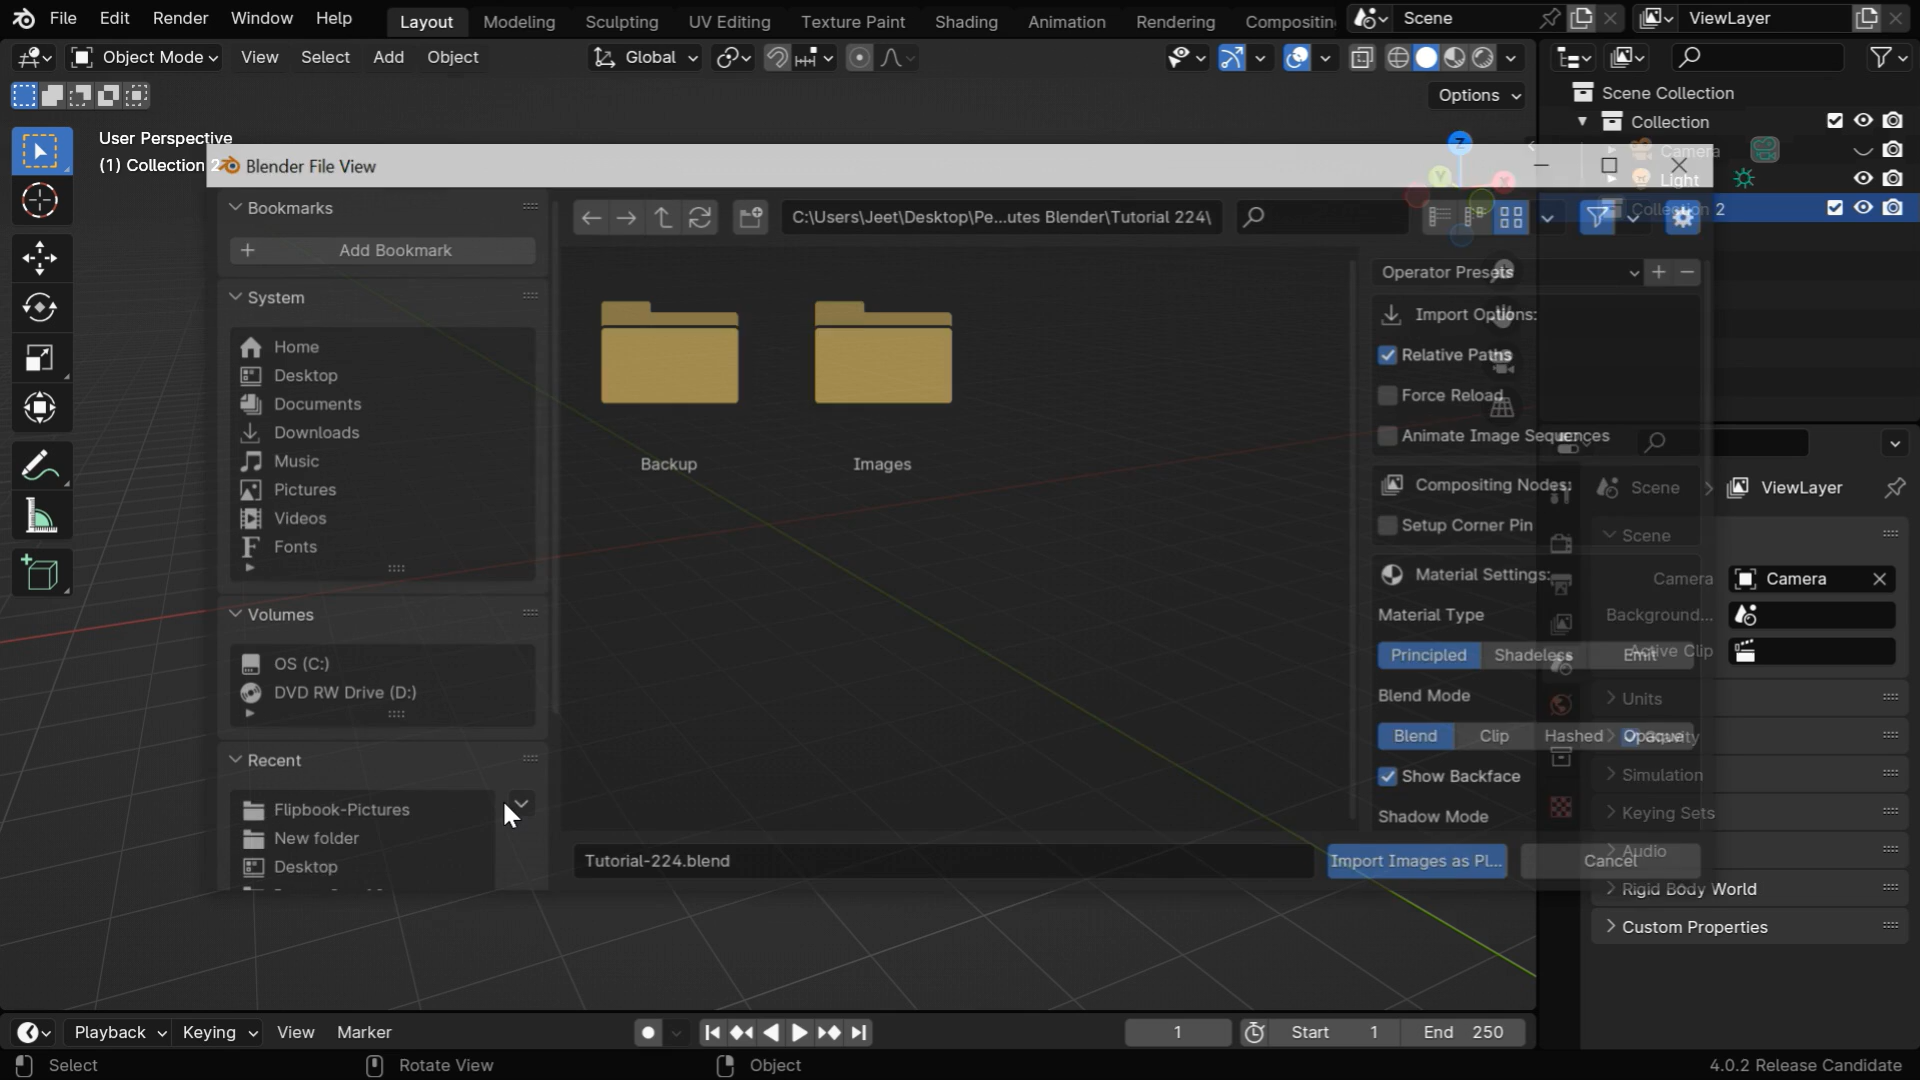 File Edit Render Window Help Layout Modeling Sculpting UV Editing Texture Paint Shading Animation Rendering Scene ViewLayer
Object Mode View Select Add Object Global
Options
User Perspective
(1) Collection 2
Scene Collection
Collection
Camera
Light
Collection 2
Blender File View
Bookmarks
Add Bookmark
System
Home
Desktop
Documents
Downloads
Music
Pictures
Videos
Fonts
Volumes
OS (C:)
DVD RW Drive (D:)
Recent
Flipbook-Pictures
New folder
Desktop
C:\Users\Jeet\Desktop\Pe...utes Blender\Tutorial 224\
Backup Images
Operator Presets
Import Options:
Relative Paths
Force Reload
Animate Image Sequences
Compositing Nodes:
Setup Corner Pin
Material Settings:
Material Type
Principled Shadeless Emit
Blend Mode
Blend Clip Hashed Opaque
Show Backface
Shadow Mode
Tutorial-224.blend Import Images as Pl... Cancel
Scene ViewLayer
Scene
Camera Camera
Background...
Active Clip
Units
Gravity
Simulation
Keying Sets
Audio
Rigid Body World
Custom Properties
Playback Keying View Marker 1 Start 1 End 250
Select Rotate View Object 4.0.2 Release Candidate